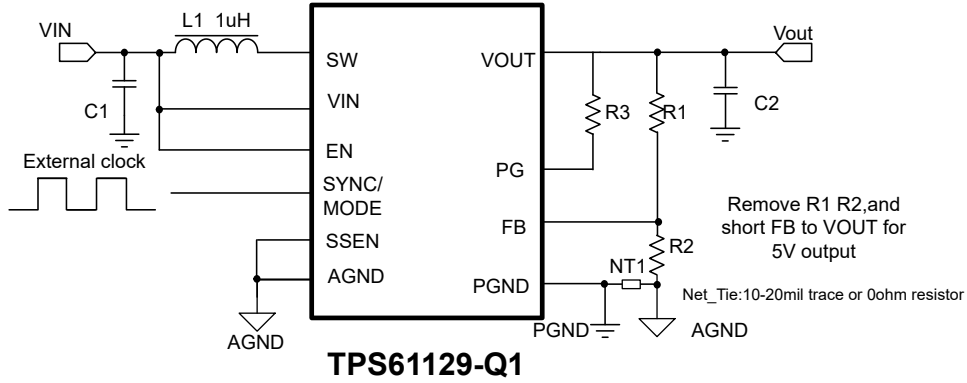 VIN
L1 1uH
C1
External clock
SW
VIN
EN
SYNC/
MODE
SSEN
AGND
AGND
VOUT
PG
FB
PGND
R3
R1
C2
Vout
R2
NT1
PGND
AGND
Remove R1 R2,and
short FB to VOUT for
5V output
Net_Tie:10-20mil trace or 0ohm resistor
TPS61129-Q1